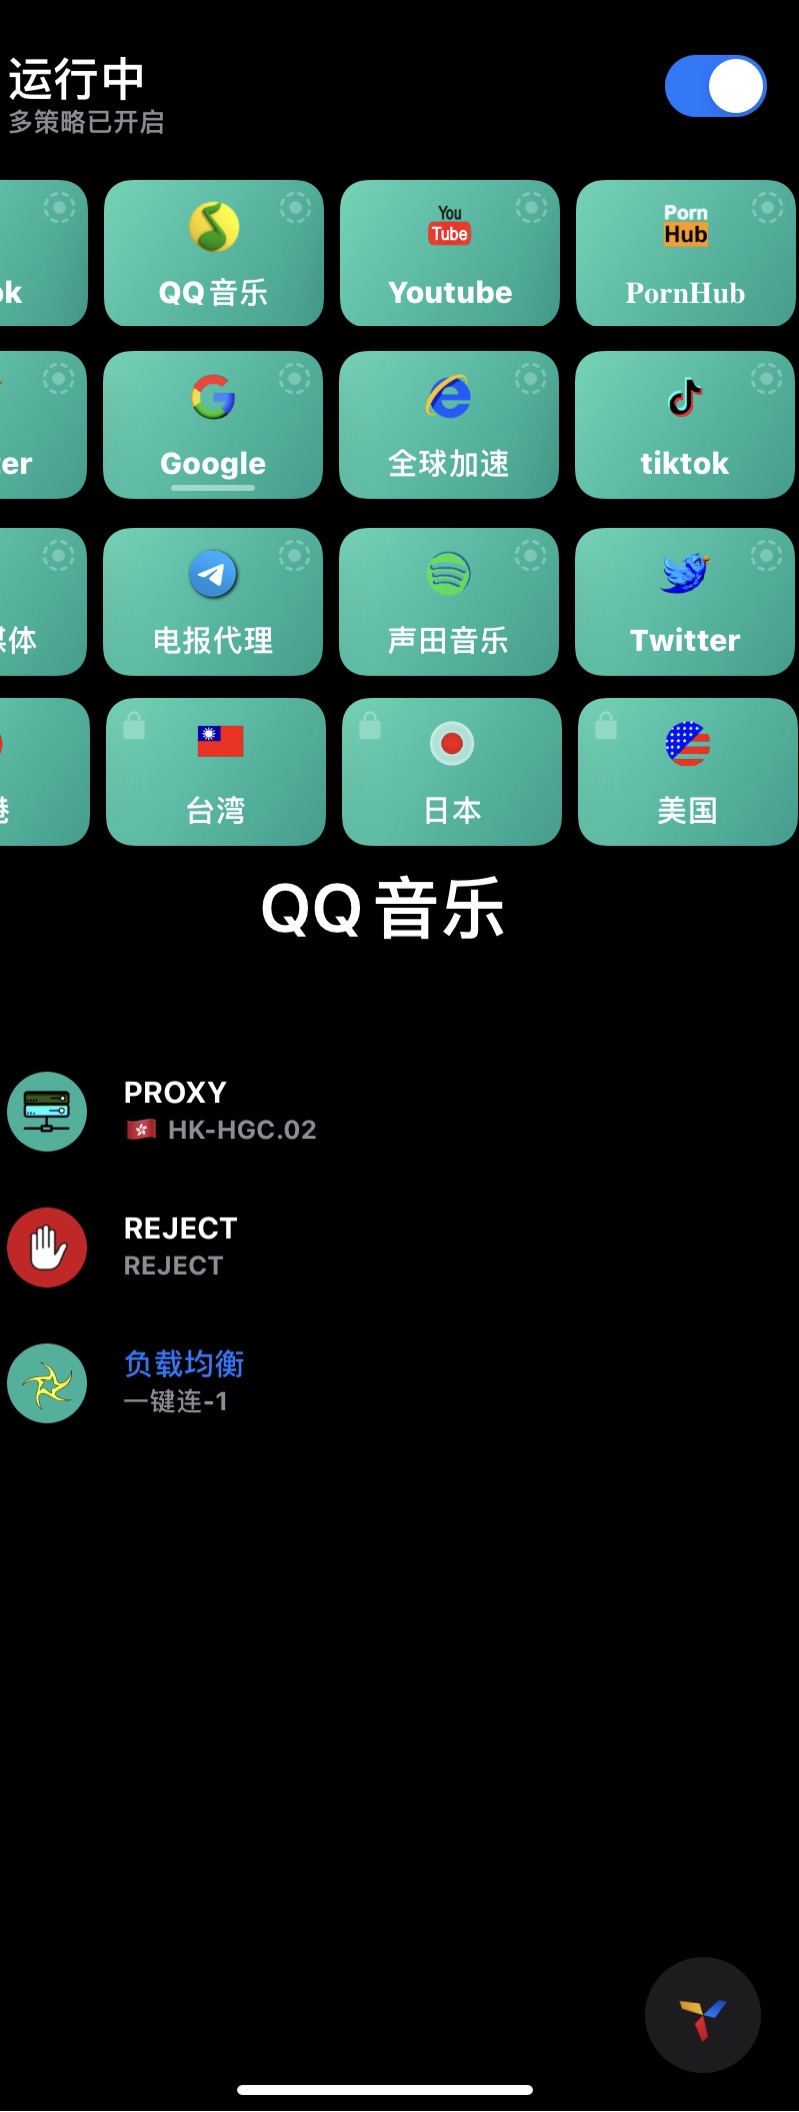 运行中
多策略已开启
ok
QQ音乐
You
Tube
Youtube
Porn
Hub
PornHub
er
Google
全球加速
tiktok
媒体
电报代理
声田音乐
Twitter
港
台湾
日本
美国
QQ音乐
PROXY
HK-HGC.02
REJECT
REJECT
负载均衡
一键连-1